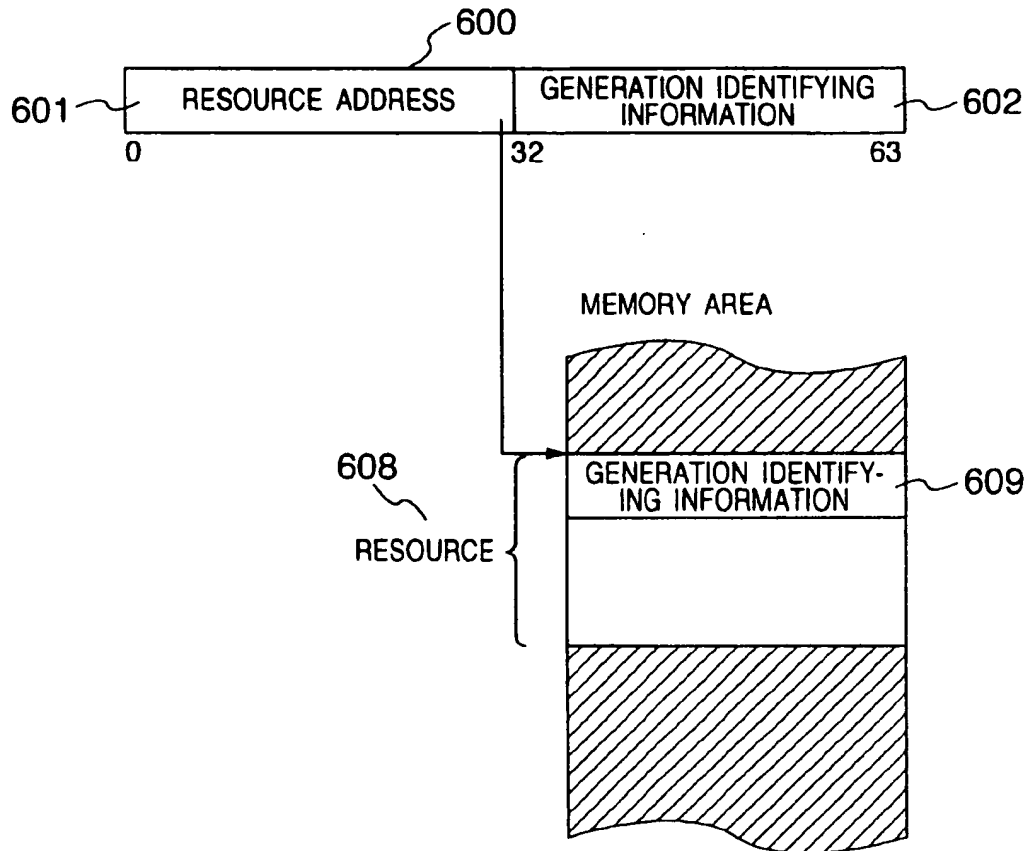 600
601
RESOURCE ADDRESS
GENERATION IDENTIFYING
INFORMATION
602
0
32
63
MEMORY AREA
608
RESOURCE
GENERATION IDENTIFY-
ING INFORMATION
609